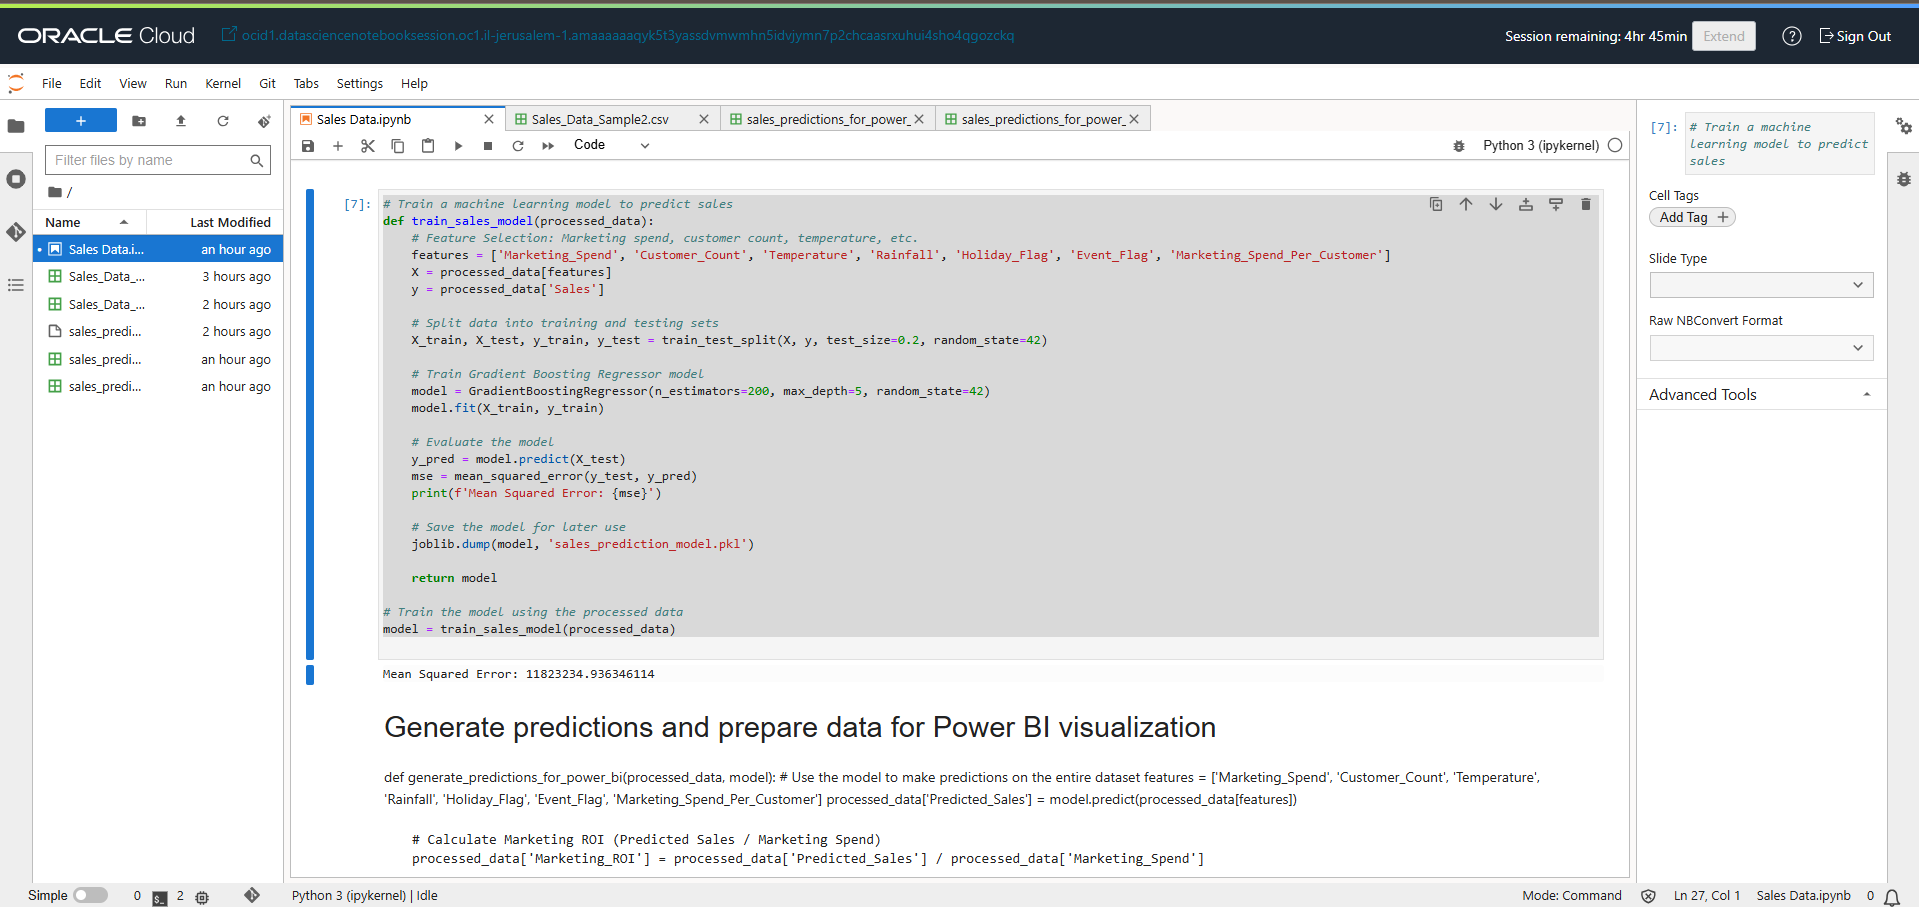 ORACLE Cloud
ocid1.datasciencenotebooksession.oc1.il-jerusalem-1.amaaaaaaqyk5t3yassdvmwmhn5idvjymn7p2chcaasrxuhui4sho4qgozckq
Session remaining: 4hr 45min
Extend
Sign Out
File Edit View Run Kernel Git Tabs Settings Help
Sales Data.ipynb
Sales_Data_Sample2.csv
sales_predictions_for_power_
sales_predictions_for_power_
Filter files by name
Code
Python 3 (ipykernel)
/
Name Last Modified
Sales Data.i... an hour ago
Sales_Data_... 3 hours ago
Sales_Data_... 2 hours ago
sales_predi... 2 hours ago
sales_predi... an hour ago
sales_predi... an hour ago
[7]:
# Train a machine learning model to predict sales
def train_sales_model(processed_data):
# Feature Selection: Marketing spend, customer count, temperature, etc.
features = ['Marketing_Spend', 'Customer_Count', 'Temperature', 'Rainfall', 'Holiday_Flag', 'Event_Flag', 'Marketing_Spend_Per_Customer']
X = processed_data[features]
y = processed_data['Sales']
# Split data into training and testing sets
X_train, X_test, y_train, y_test = train_test_split(X, y, test_size=0.2, random_state=42)
# Train Gradient Boosting Regressor model
model = GradientBoostingRegressor(n_estimators=200, max_depth=5, random_state=42)
model.fit(X_train, y_train)
# Evaluate the model
y_pred = model.predict(X_test)
mse = mean_squared_error(y_test, y_pred)
print(f'Mean Squared Error: {mse}')
# Save the model for later use
joblib.dump(model, 'sales_prediction_model.pkl')
return model
# Train the model using the processed data
model = train_sales_model(processed_data)
Mean Squared Error: 11823234.936346114
Generate predictions and prepare data for Power BI visualization
def generate_predictions_for_power_bi(processed_data, model): # Use the model to make predictions on the entire dataset features = ['Marketing_Spend', 'Customer_Count', 'Temperature',
'Rainfall', 'Holiday_Flag', 'Event_Flag', 'Marketing_Spend_Per_Customer'] processed_data['Predicted_Sales'] = model.predict(processed_data[features])
# Calculate Marketing ROI (Predicted Sales / Marketing Spend)
processed_data['Marketing_ROI'] = processed_data['Predicted_Sales'] / processed_data['Marketing_Spend']
[7]: # Train a machine
learning model to predict
sales
Cell Tags
Add Tag
Slide Type
Raw NBConvert Format
Advanced Tools
Simple 0 2 Python 3 (ipykernel) | Idle
Mode: Command Ln 27, Col 1 Sales Data.ipynb 0